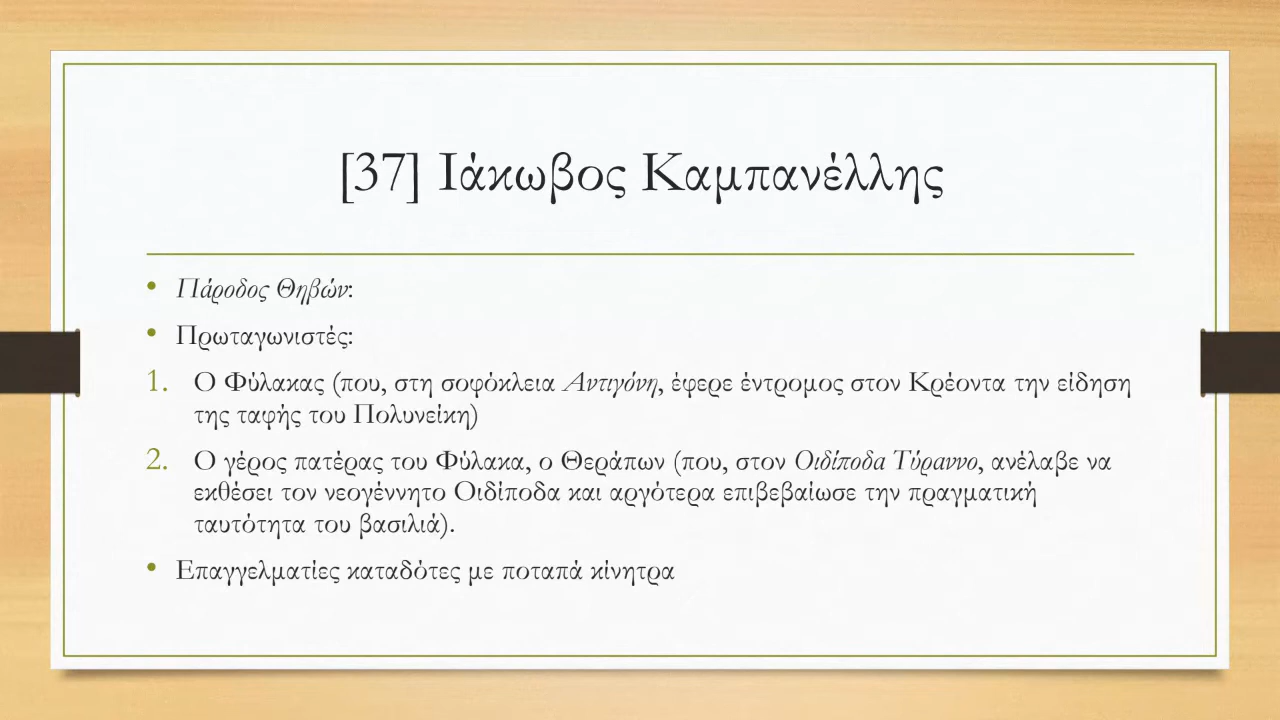 [37] Ιάκωβος Καμπανέλλης
• Πάροδος Θηβών:
• Πρωταγωνιστές:
1. Ο Φύλακας (που, στη σοφόκλεια Αντιγόνη, έφερε έντρομος στον Κρέοντα την είδηση
της ταφής του Πολυνείκη)
2. Ο γέρος πατέρας του Φύλακα, ο Θεράπων (που, στον Οιδίποδα Τύραννο, ανέλαβε να
εκθέσει τον νεογέννητο Οιδίποδα και αργότερα επιβεβαίωσε την πραγματική
ταυτότητα του βασιλιά).
• Επαγγελματίες καταδότες με ποταπά κίνητρα